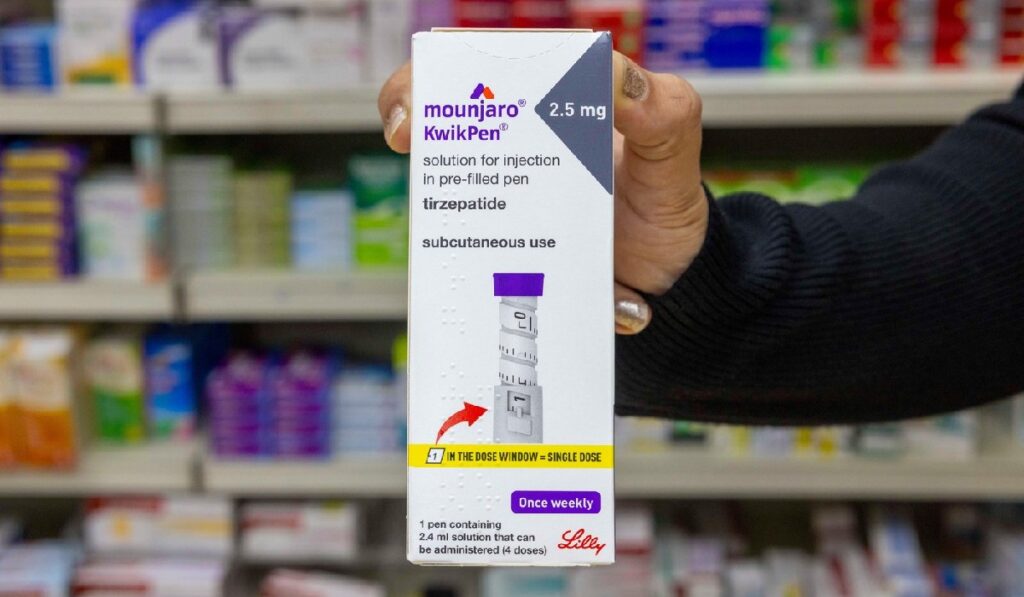 mounjaro®
KwikPen®
2.5 mg
solution for injection
in pre-filled pen
tirzepatide
subcutaneous use
1 IN THE DOSE WINDOW = SINGLE DOSE
Once weekly
1 pen containing
2.4 ml solution that can
be administered (4 doses)
Lilly